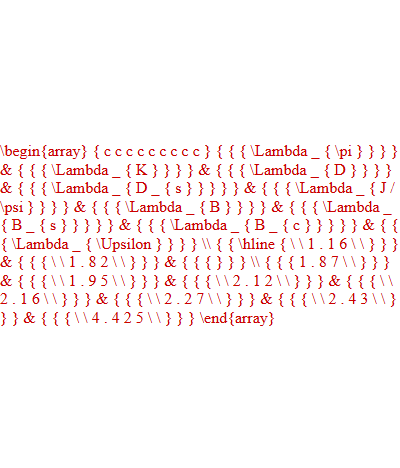 \begin{array} { c c c c c c c c c } { { { \Lambda _ { \pi } } } }
& { { { \Lambda _ { K } } } } & { { { \Lambda _ { D } } } }
& { { { \Lambda _ { D _ { s } } } } } & { { { \Lambda _ { J /
\psi } } } } & { { { \Lambda _ { B } } } } & { { { \Lambda _
{ B _ { s } } } } } & { { { \Lambda _ { B _ { c } } } } } & { {
{ \Lambda _ { \Upsilon } } } } \\ { { \hline { \\ 1 . 1 6 \\ } } }
& { { { \\ 1 . 8 2 \\ } } } & { { { } } } \\ { { { 1 . 8 7 \\ } } }
& { { { \\ 1 . 9 5 \\ } } } & { { { \\ 2 . 1 2 \\ } } } & { { { \\
2 . 1 6 \\ } } } & { { { \\ 2 . 2 7 \\ } } } & { { { \\ 2 . 4 3 \\ }
} } & { { { \\ 4 . 4 2 5 \\ } } } \end{array}